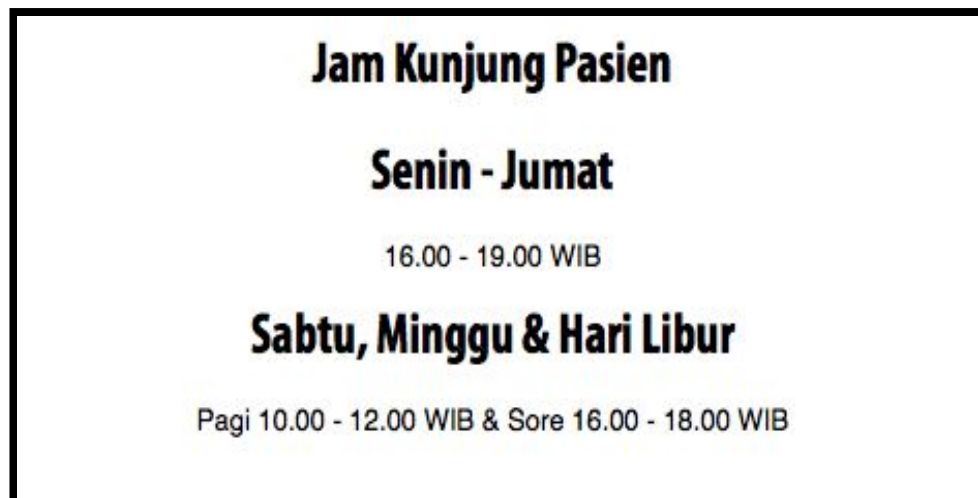 Jam Kunjung Pasien
Senin - Jumat
16.00 - 19.00 WIB
Sabtu, Minggu & Hari Libur
Pagi 10.00 - 12.00 WIB & Sore 16.00 - 18.00 WIB